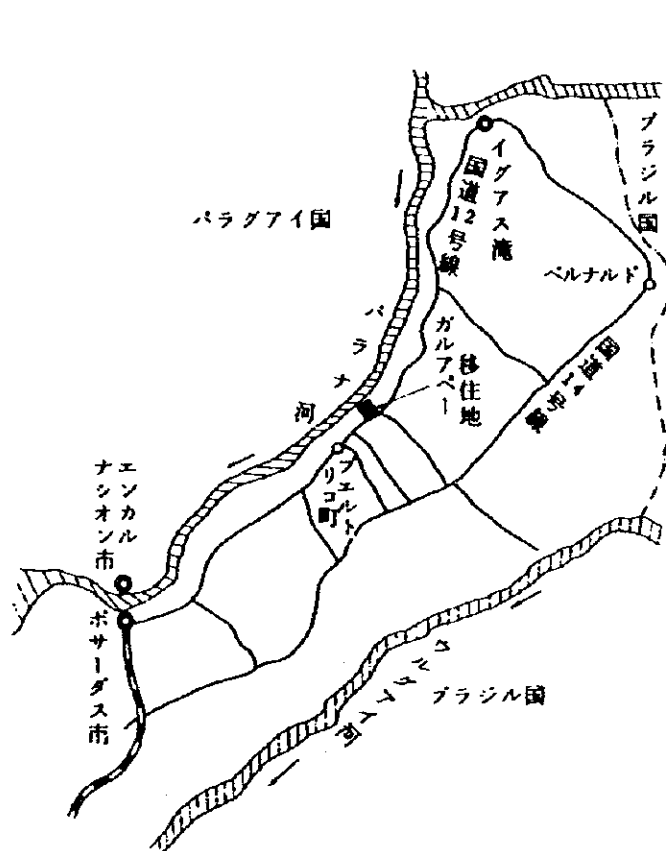 ブラジル国
イグアス滝
国道12号線
パラグアイ国
ベルナルド
パラナ河
ガルアペー
移住地
国道14号線
プエルト
リコ町
エンカル
ナシオン市
ポサーダス市
ウルグアイ河
ブラジル国